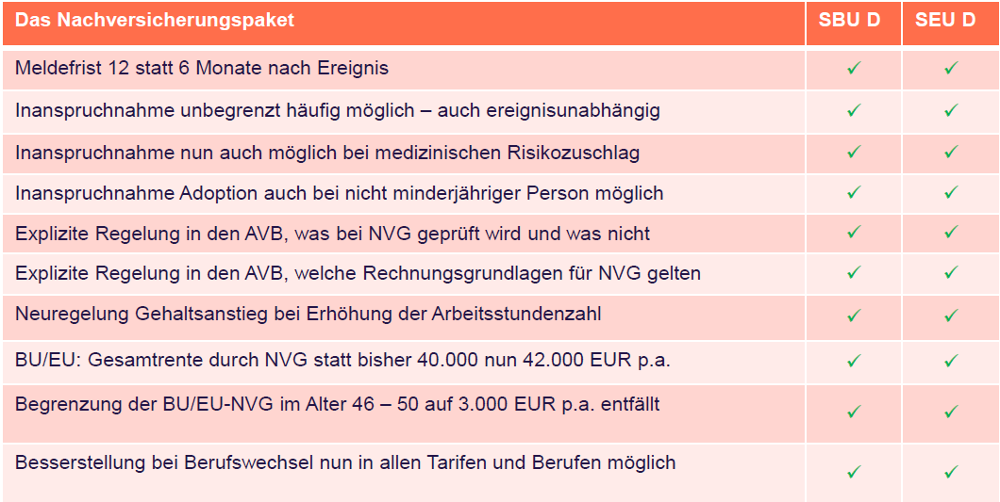 Das Nachversicherungspaket SBU D SEU D
Meldefrist 12 statt 6 Monate nach Ereignis ✓ ✓
Inanspruchnahme unbegrenzt häufig möglich – auch ereignisunabhängig ✓ ✓
Inanspruchnahme nun auch möglich bei medizinischen Risikozuschlag ✓ ✓
Inanspruchnahme Adoption auch bei nicht minderjähriger Person möglich ✓ ✓
Explizite Regelung in den AVB, was bei NVG geprüft wird und was nicht ✓ ✓
Explizite Regelung in den AVB, welche Rechnungsgrundlagen für NVG gelten ✓ ✓
Neuregelung Gehaltsanstieg bei Erhöhung der Arbeitsstundenzahl ✓ ✓
BU/EU: Gesamtrente durch NVG statt bisher 40.000 nun 42.000 EUR p.a. ✓ ✓
Begrenzung der BU/EU-NVG im Alter 46 – 50 auf 3.000 EUR p.a. entfällt ✓ ✓
Besserstellung bei Berufswechsel nun in allen Tarifen und Berufen möglich ✓ ✓